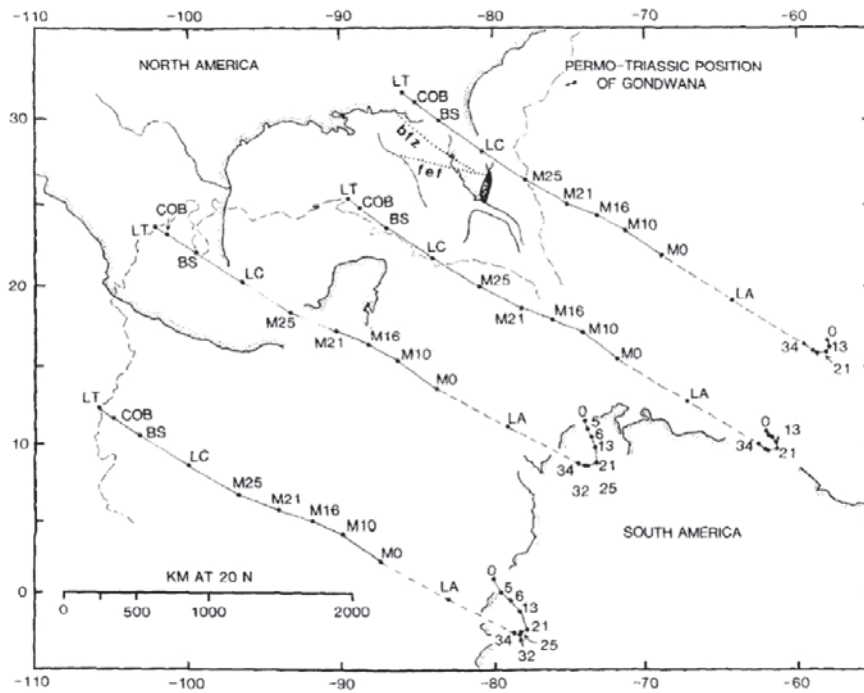 -110 -100 -90 -80 -70 -60
NORTH AMERICA
PERMO-TRIASSIC POSITION
OF GONDWANA
30
20
10
0
LT
COB
BS
LC
M25
M21
M16
M10
M0
LA
34
0
13
21
bfz
fef
LT
COB
BS
LC
M25
M21
M16
M10
M0
LA
34
0
13
21
LT
COB
BS
LC
M25
M21
M16
M10
M0
LA
34
0
5
6
13
21
32 25
LT
COB
BS
LC
M25
M21
M16
M10
M0
LA
34
0
5
6
13
21
25
32
SOUTH AMERICA
KM AT 20 N
0 250 500 1000 2000
-110 -100 -90 -80 -70 -60